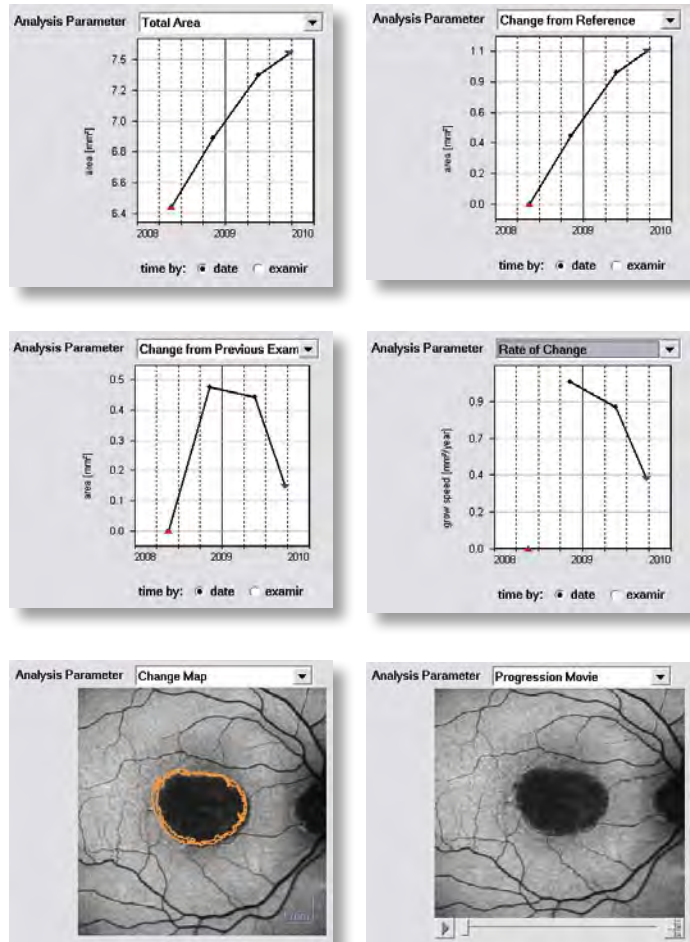 Analysis Parameter Total Area
7.5
7.2
7.0
6.8
6.6
6.4
area [mm²]
2008 2009 2010
time by: date examir
Analysis Parameter Change from Reference
1.1
0.9
0.6
0.4
0.2
0.0
area [mm²]
2008 2009 2010
time by: date examir
Analysis Parameter Change from Previous Exam
0.5
0.4
0.3
0.2
0.1
0.0
area [mm²]
2008 2009 2010
time by: date examir
Analysis Parameter Rate of Change
0.9
0.7
0.4
0.2
0.0
grow speed [mm²/year]
2008 2009 2010
time by: date examir
Analysis Parameter Change Map
Analysis Parameter Progression Movie